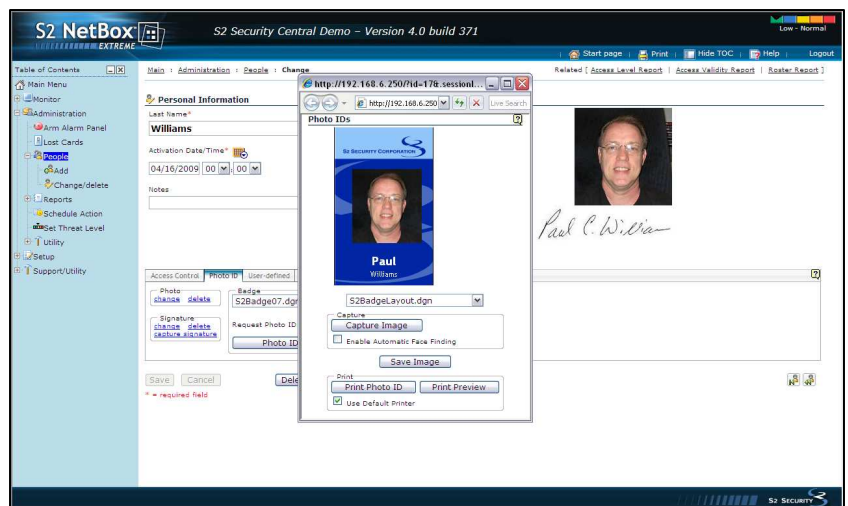 S2 NetBox
EXTREME
S2 Security Central Demo – Version 4.0 build 371
Low - Normal
Start page | Print | Hide TOC | Help | Logout
Table of Contents
Main Menu
Monitor
Administration
Arm Alarm Panel
Lost Cards
People
Add
Change/delete
Reports
Schedule Action
Set Threat Level
Utility
Setup
Support/Utility
Main : Administration : People : Change
Related [ Access Level Report | Access Validity Report | Roster Report ]
Personal Information
Last Name*
Williams
Activation Date/Time*
04/16/2009 00 : 00
Notes
Access Control Photo ID User-defined
Photo
change delete
Signature
change delete
capture signature
Badge
S2Badge07.dgn
Request Photo ID
Photo ID
Save Cancel Dele
* = required field
http://192.168.6.250/?id=17&sessionI...
http://192.168.6.250
Live Search
Photo IDs
S2 SECURITY CORPORATION
Paul
Williams
S2BadgeLayout.dgn
Capture
Capture Image
Enable Automatic Face Finding
Save Image
Print
Print Photo ID Print Preview
Use Default Printer
Paul C. William
S2 SECURITY